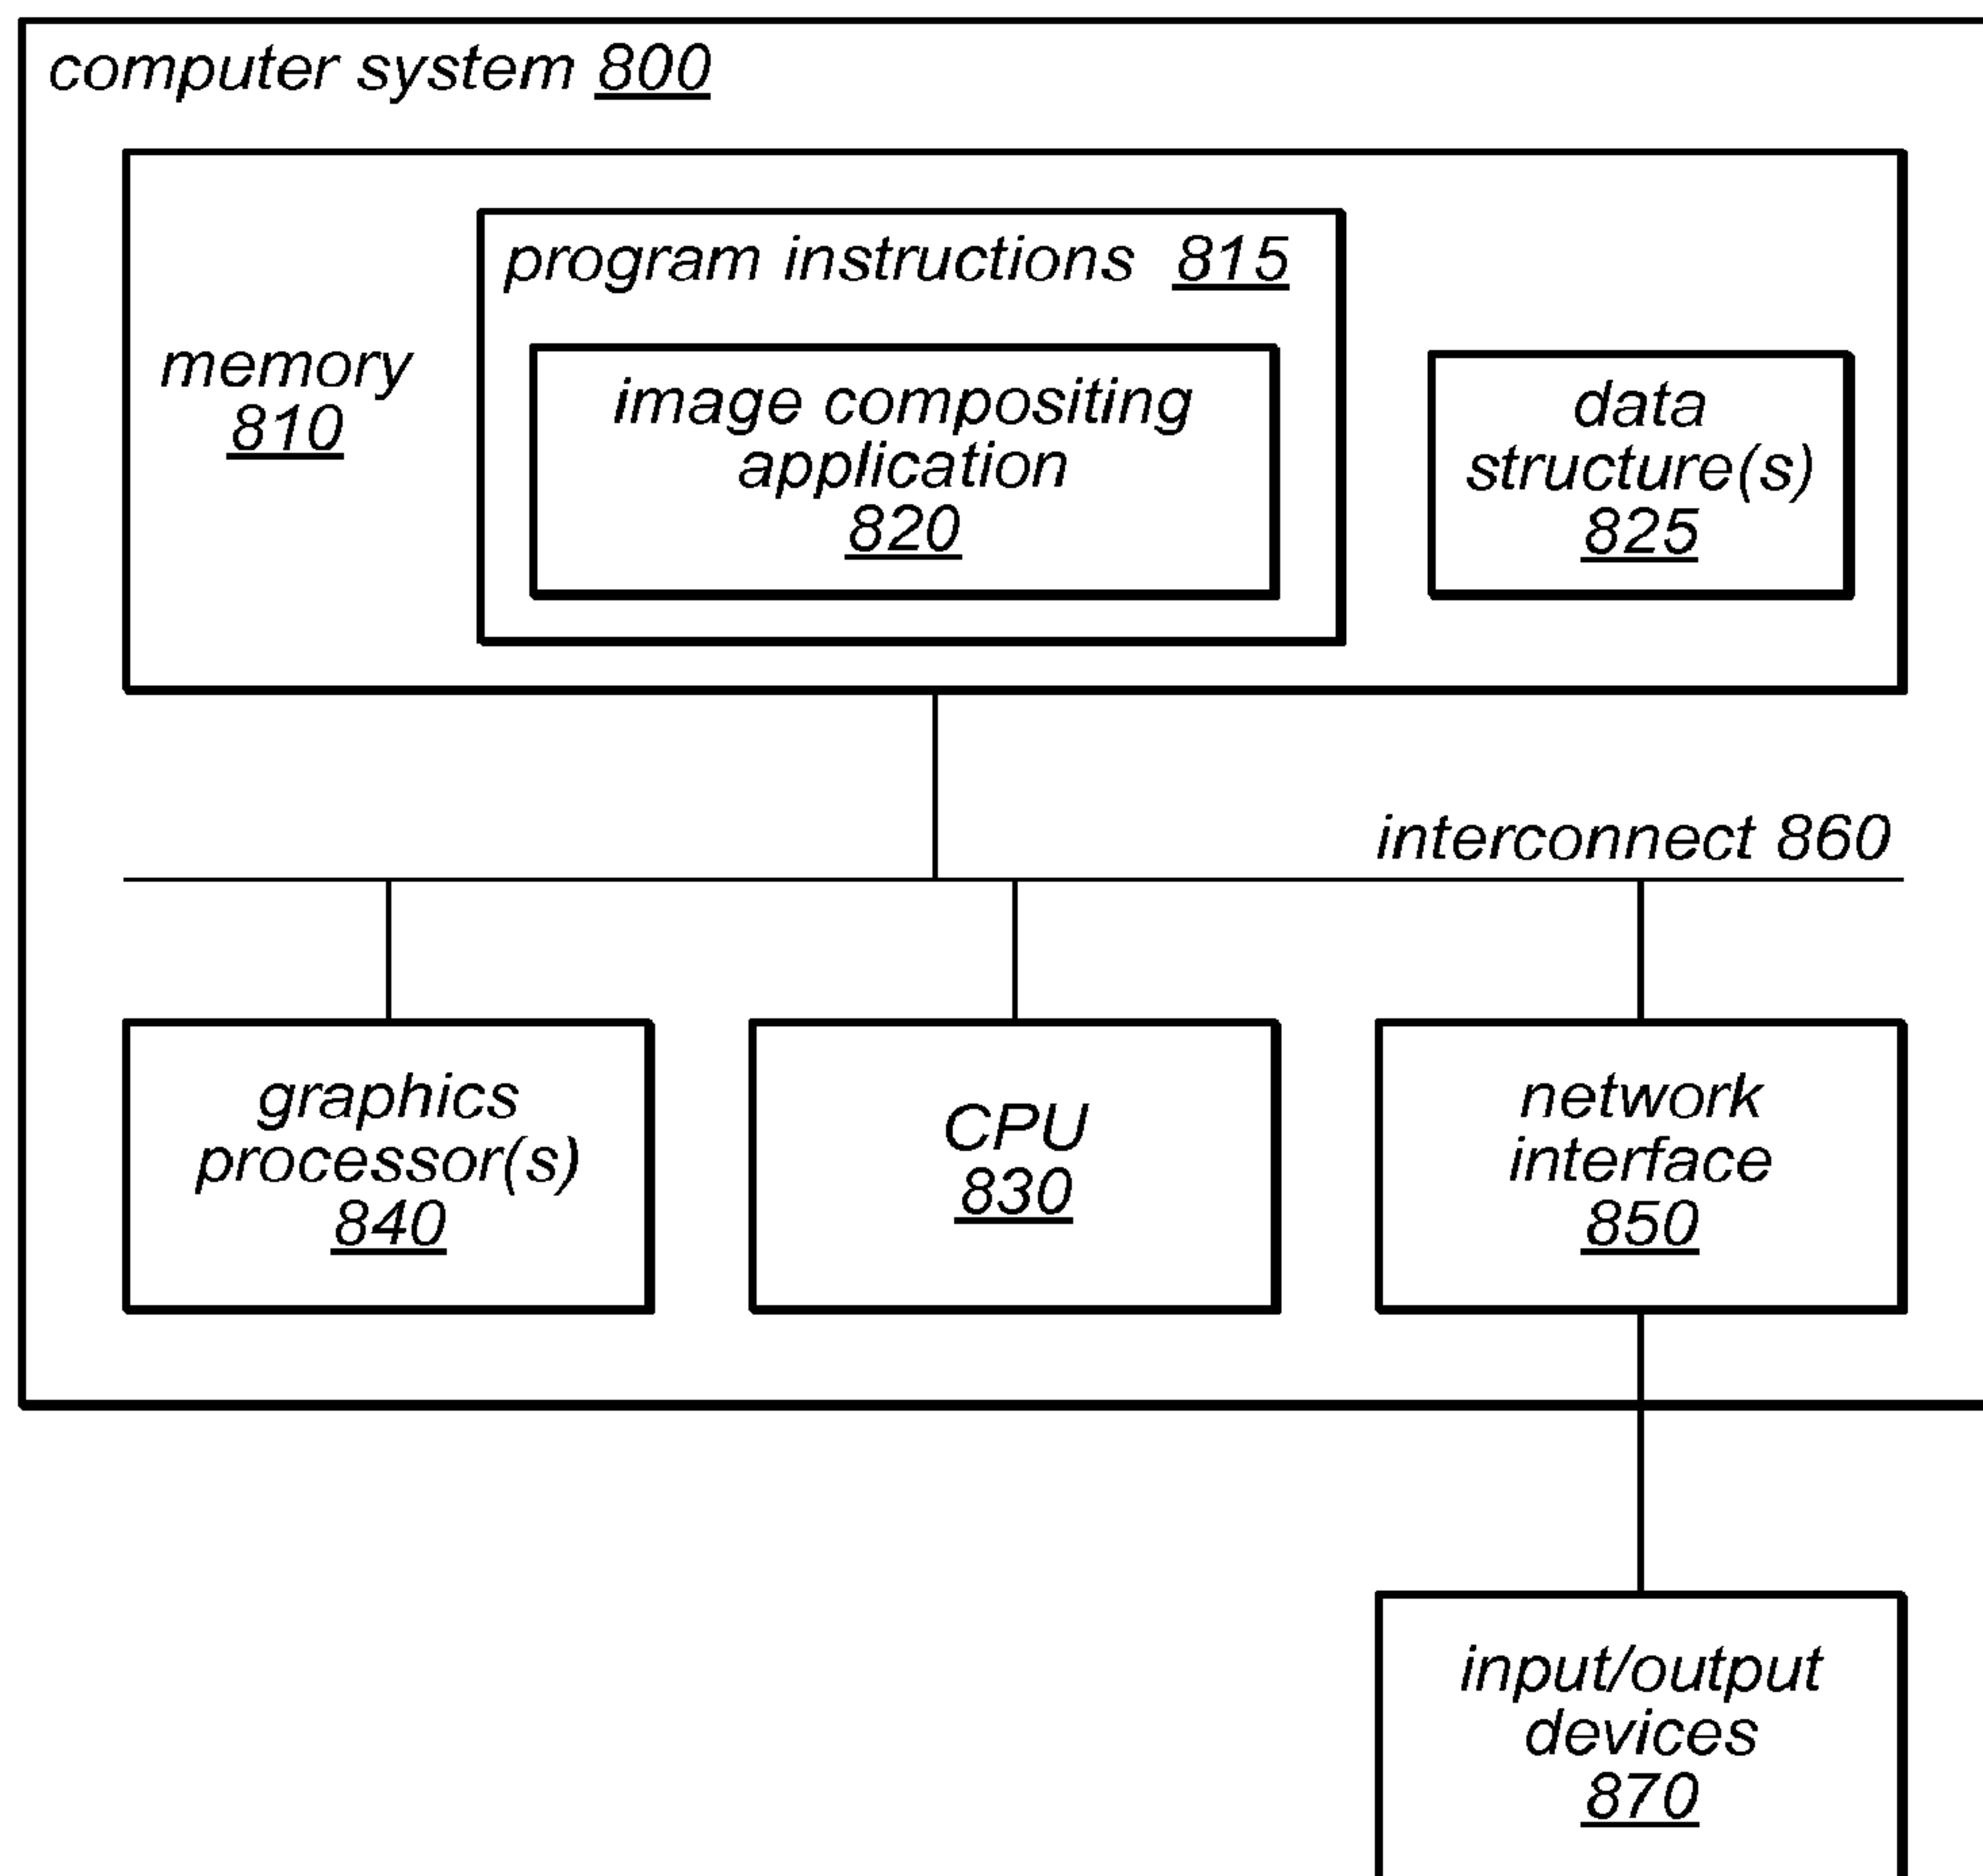 computer system 800
program instructions 815
memory
810
image compositing
application
820
data
structure(s)
825
interconnect 860
graphics
processor(s)
840
CPU
830
network
interface
850
input/output
devices
870